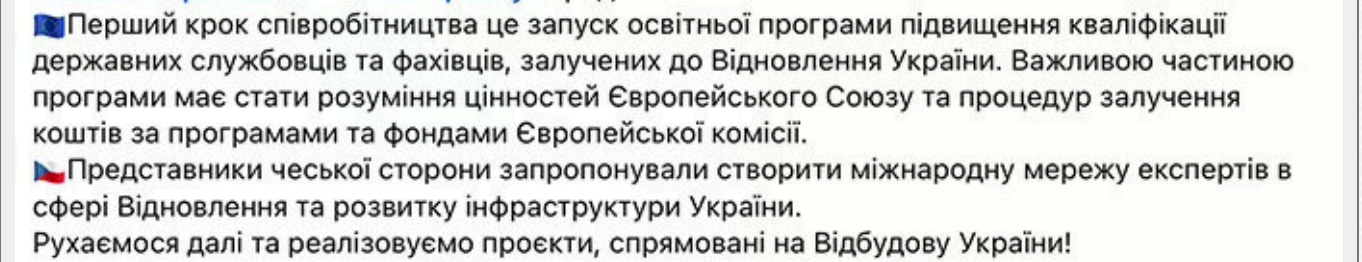 🇪🇺Перший крок співробітництва це запуск освітньої програми підвищення кваліфікації
державних службовців та фахівців, залучених до Відновлення України. Важливою частиною
програми має стати розуміння цінностей Європейського Союзу та процедур залучення
коштів за програмами та фондами Європейської комісії.
🇨🇿Представники чеської сторони запропонували створити міжнародну мережу експертів в
сфері Відновлення та розвитку інфраструктури України.
Рухаємося далі та реалізовуємо проєкти, спрямовані на Відбудову України!